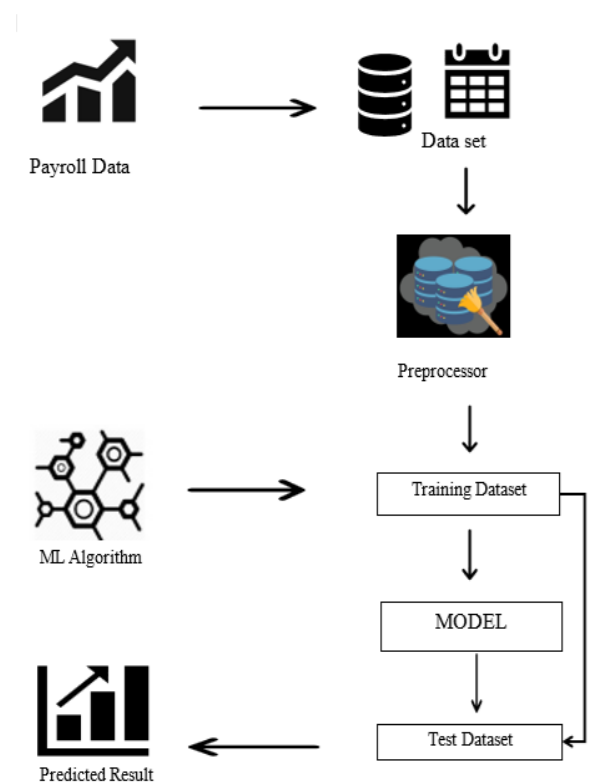 Payroll Data
Data set
Preprocessor
ML Algorithm
Training Dataset
MODEL
Test Dataset
Predicted Result